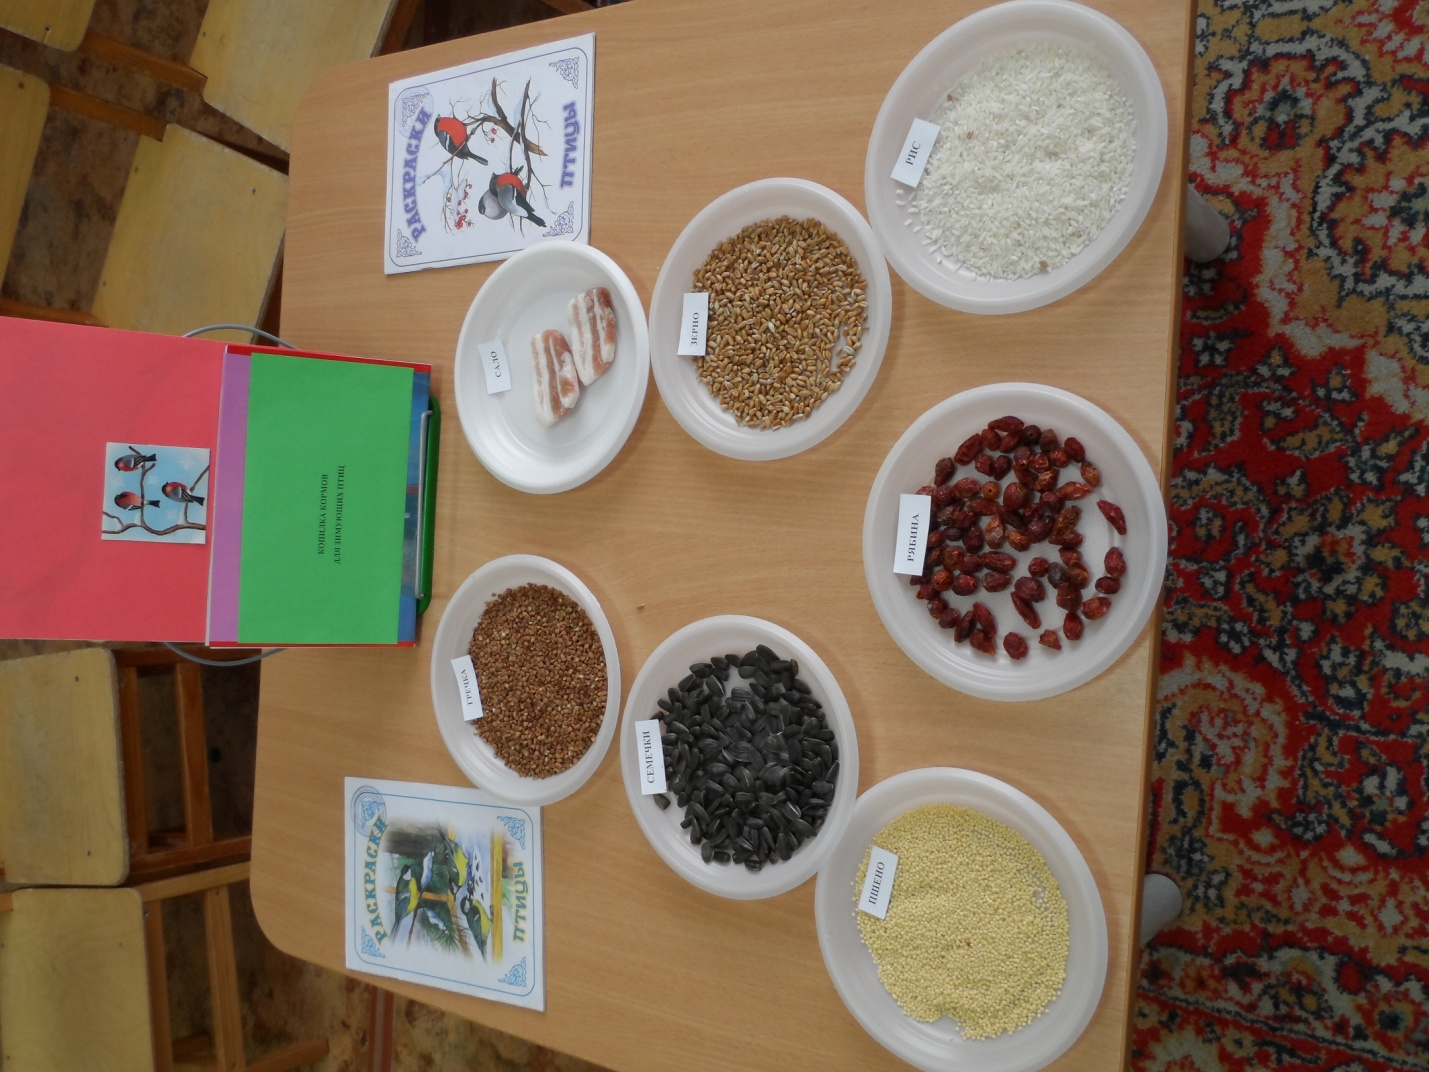 КОПИЛКА КОРМОВ
ДЛЯ ЗИМУЮЩИХ ПТИЦ
РАСКРАСКИ
ПТИЦЫ
РАСКРАСКИ
ПТИЦЫ
ГРЕЧКА
САЛО
СЕМЕЧКИ
ЗЕРНО
ПШЕНО
РЯБИНА
РИС